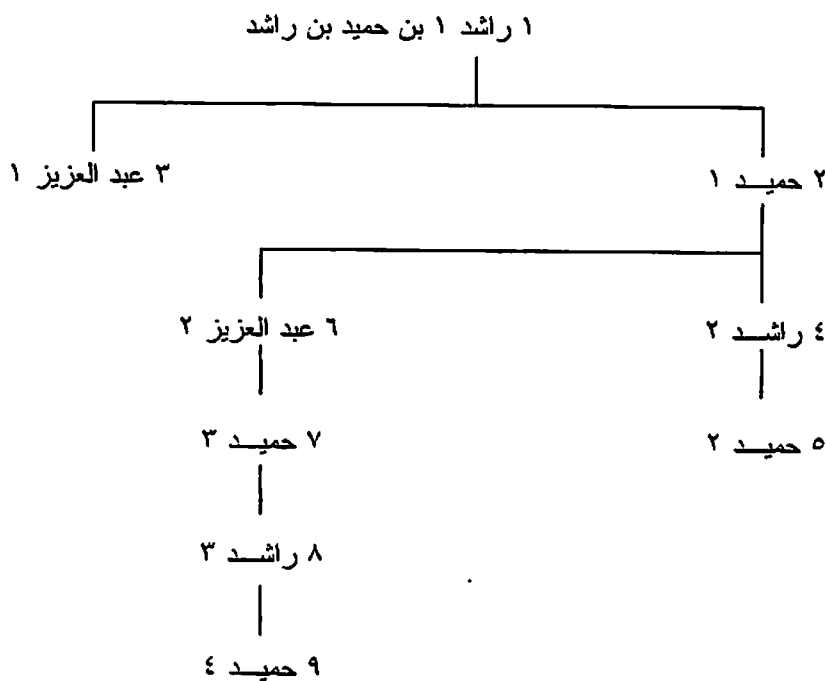 ١ راشد ١ بن حميد بن راشد
٢ حميـد ١
٣ عبد العزيز ١
٤ راشـد ٢
٦ عبد العزيز ٢
٥ حميـد ٢
٧ حميـد ٣
٨ راشـد ٣
٩ حميـد ٤